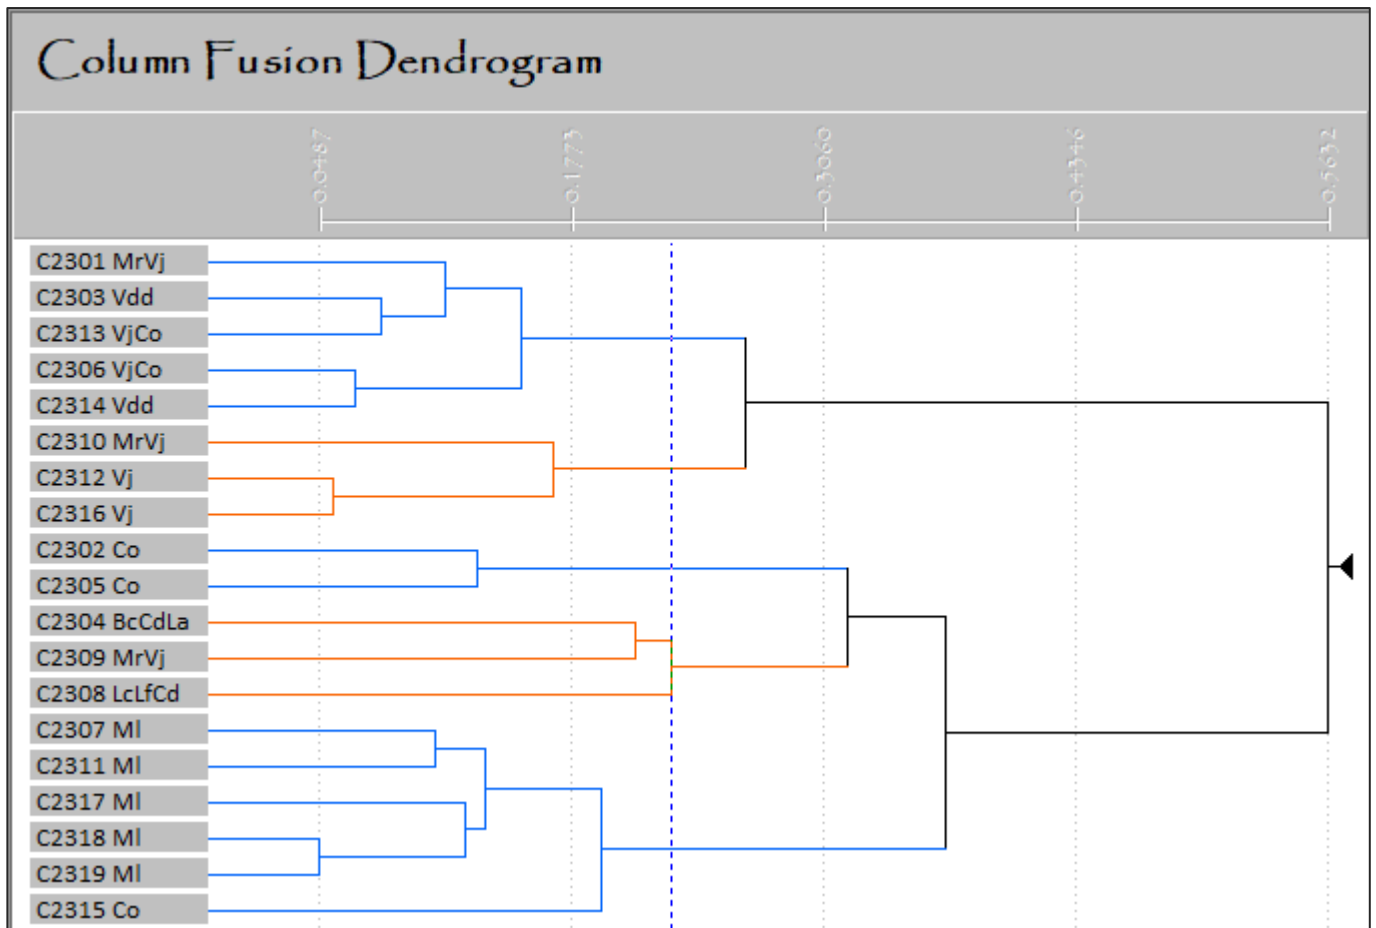 Column Fusion Dendrogram
0.0487
0.1773
0.3060
0.4346
0.5632
C2301 MrVj
C2303 Vdd
C2313 VjCo
C2306 VjCo
C2314 Vdd
C2310 MrVj
C2312 Vj
C2316 Vj
C2302 Co
C2305 Co
C2304 BcCdLa
C2309 MrVj
C2308 LcLfCd
C2307 Ml
C2311 Ml
C2317 Ml
C2318 Ml
C2319 Ml
C2315 Co